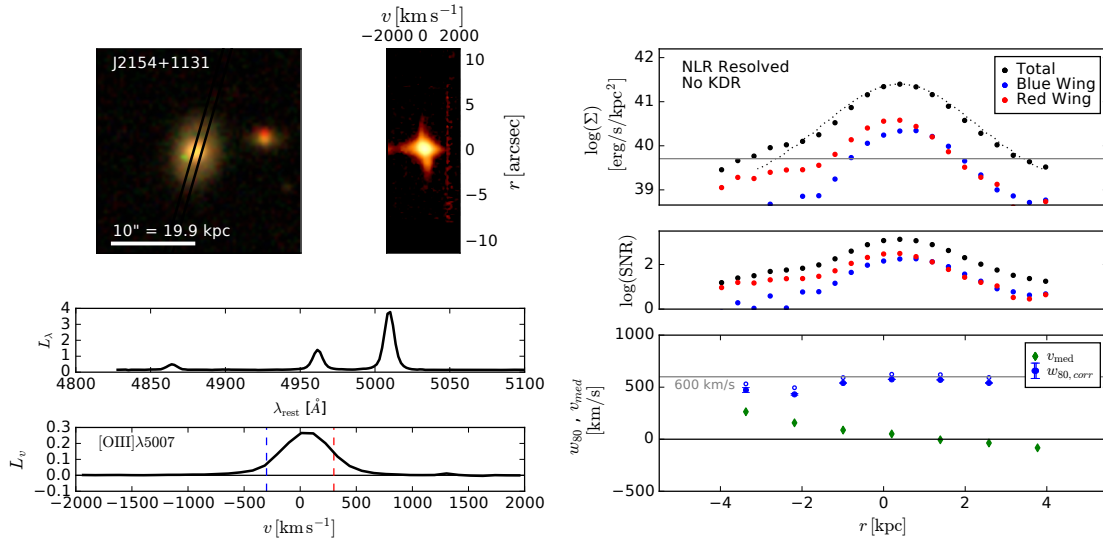 J2154+1131
10" = 19.9 kpc
v [km s⁻¹]
−2000 0 2000
10
5
0
−5
−10
r [arcsec]
L_λ
4
3
2
1
0
4800 4850 4900 4950 5000 5050 5100
λ_rest [Å]
[OIII]λ5007
L_v
0.3
0.2
0.1
0.0
−0.1
−2000 −1500 −1000 −500 0 500 1000 1500 2000
v [km s⁻¹]
NLR Resolved
No KDR
Total
Blue Wing
Red Wing
log(Σ)
[erg/s/kpc²]
42
41
40
39
log(SNR)
2
0
v_med
w_80,corr
600 km/s
w_80 , v_med
[km/s]
1000
500
0
−500
−4 −2 0 2 4
r [kpc]